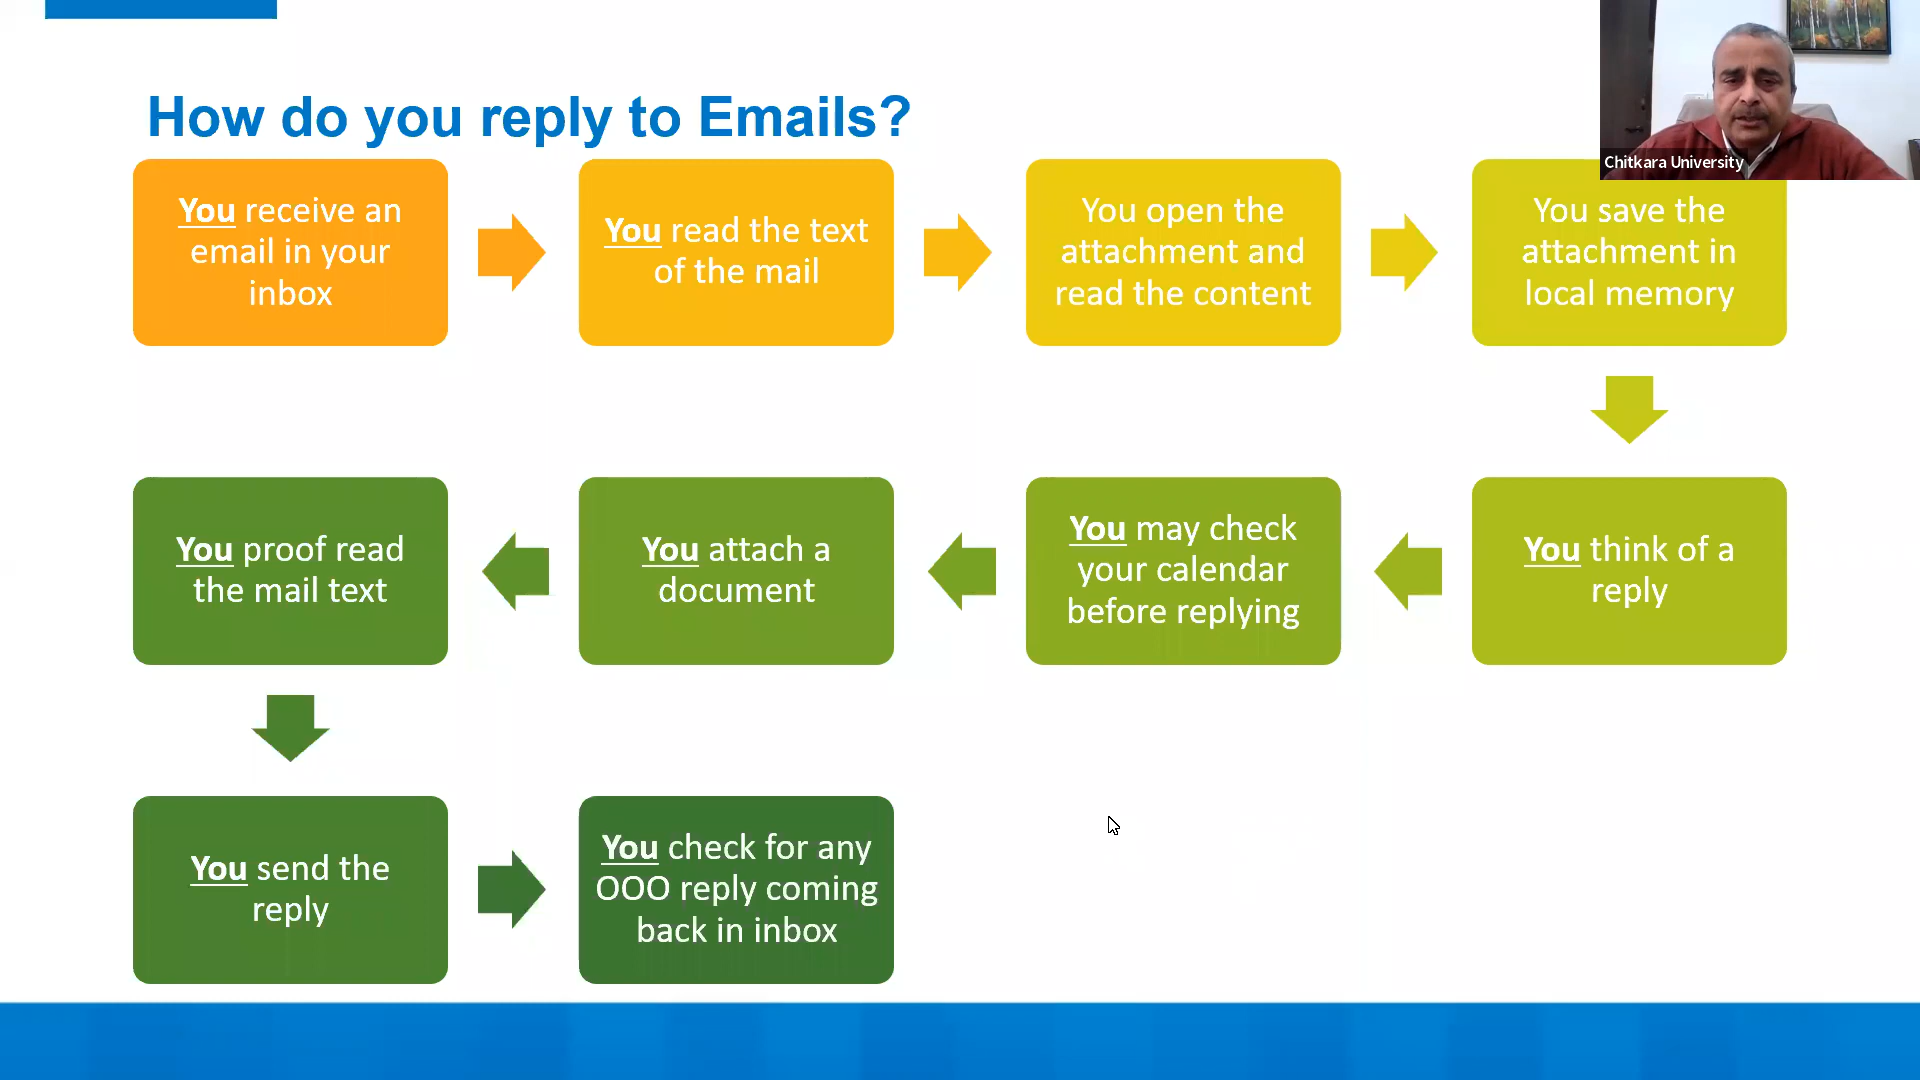 How do you reply to Emails?
Chitkara University
You receive an
email in your
inbox
You read the text
of the mail
You open the
attachment and
read the content
You save the
attachment in
local memory
You think of a
reply
You may check
your calendar
before replying
You attach a
document
You proof read
the mail text
You send the
reply
You check for any
OOO reply coming
back in inbox